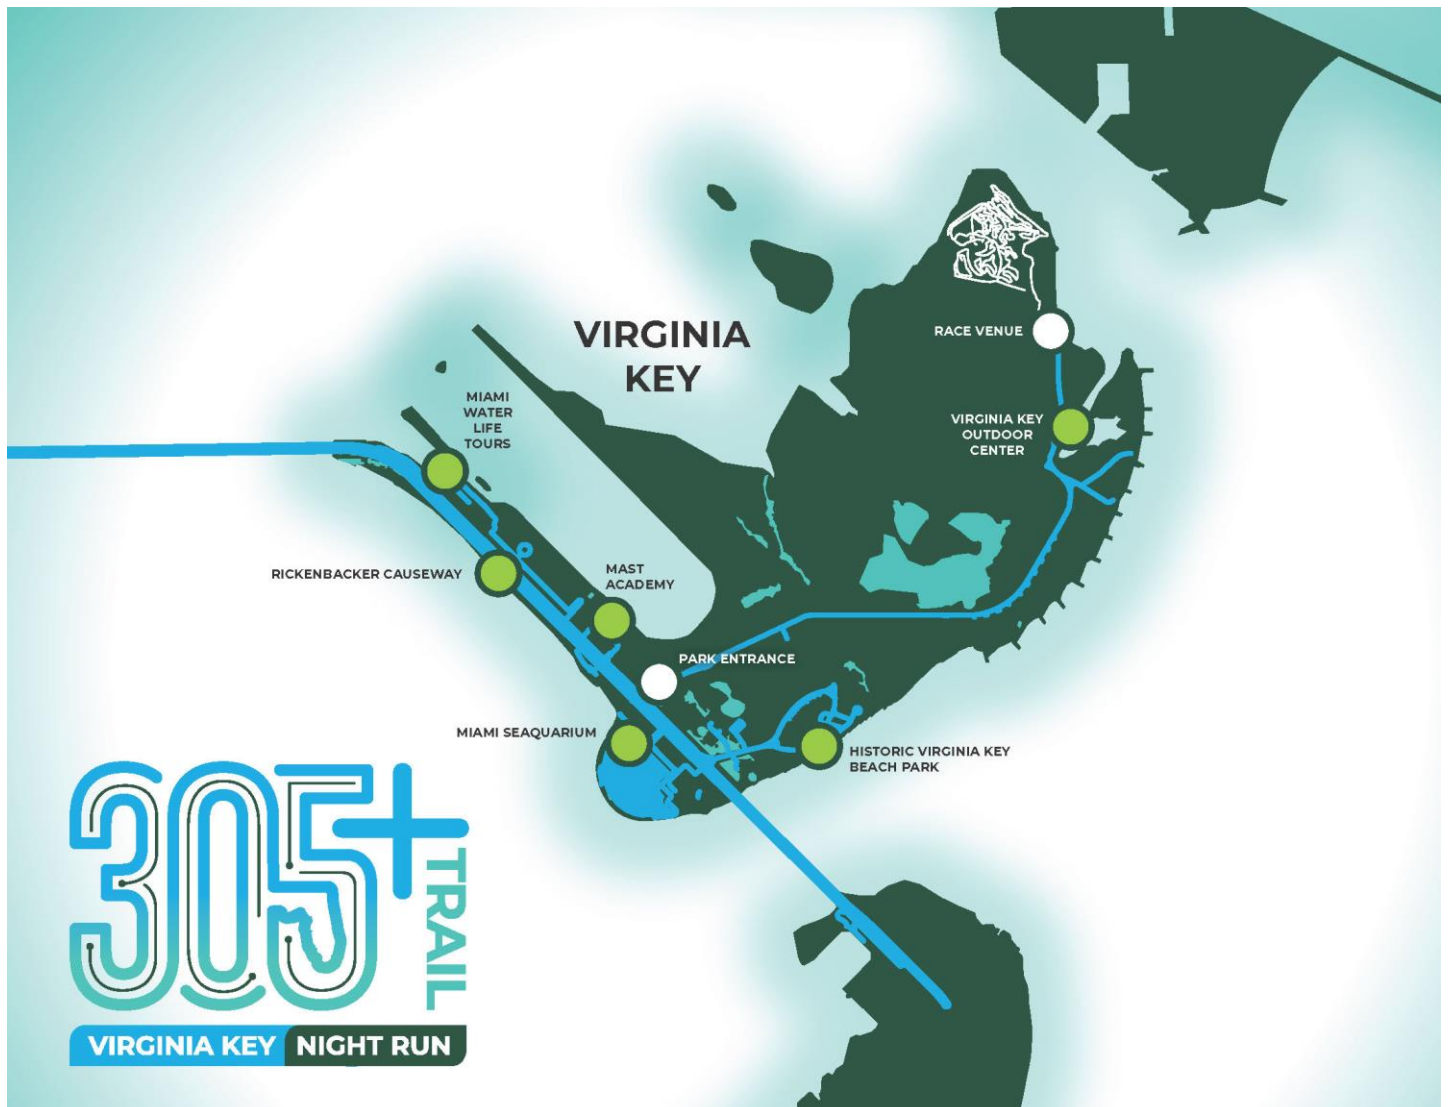 VIRGINIA
KEY
RACE VENUE
VIRGINIA KEY
OUTDOOR
CENTER
MIAMI
WATER
LIFE
TOURS
RICKENBACKER CAUSEWAY
MAST
ACADEMY
PARK ENTRANCE
MIAMI SEAQUARIUM
HISTORIC VIRGINIA KEY
BEACH PARK
305+
TRAIL
VIRGINIA KEY NIGHT RUN